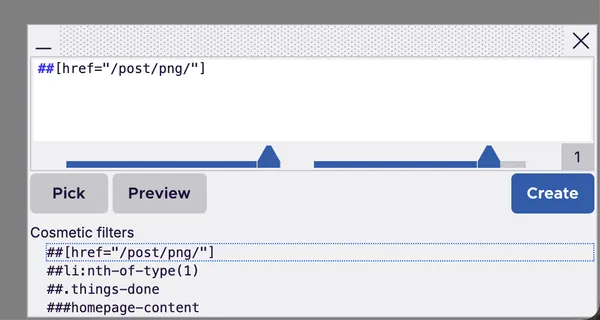 ##[href="/post/png/"]
1
Pick
Preview
Create
Cosmetic filters
##[href="/post/png/"]
##li:nth-of-type(1)
##.things-done
###homepage-content